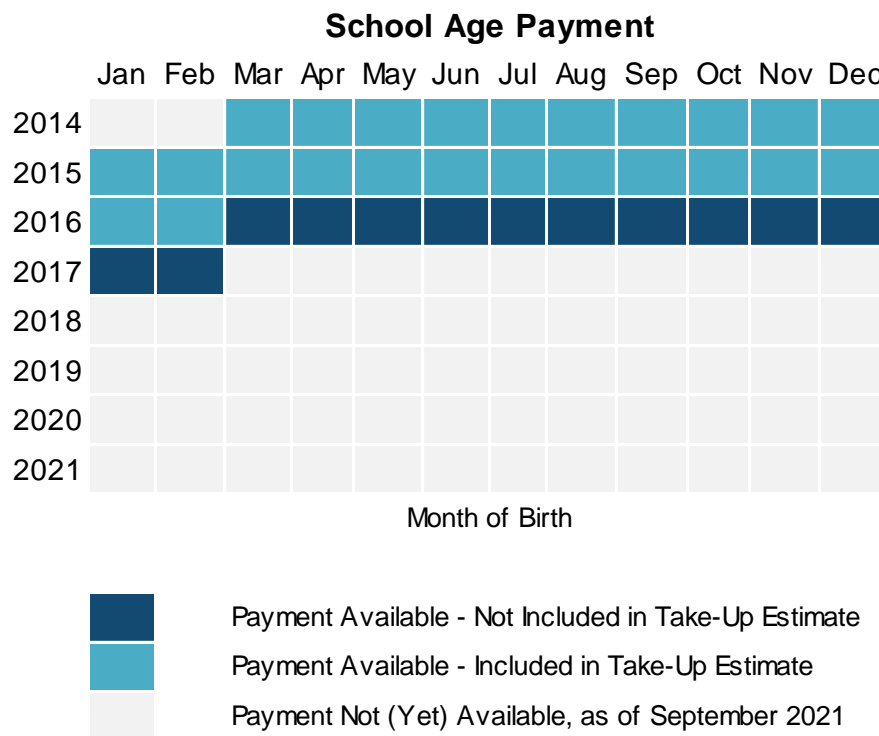 School Age Payment
Jan Feb Mar Apr May Jun Jul Aug Sep Oct Nov Dec
2014
2015
2016
2017
2018
2019
2020
2021
Month of Birth
Payment Available - Not Included in Take-Up Estimate
Payment Available - Included in Take-Up Estimate
Payment Not (Yet) Available, as of September 2021